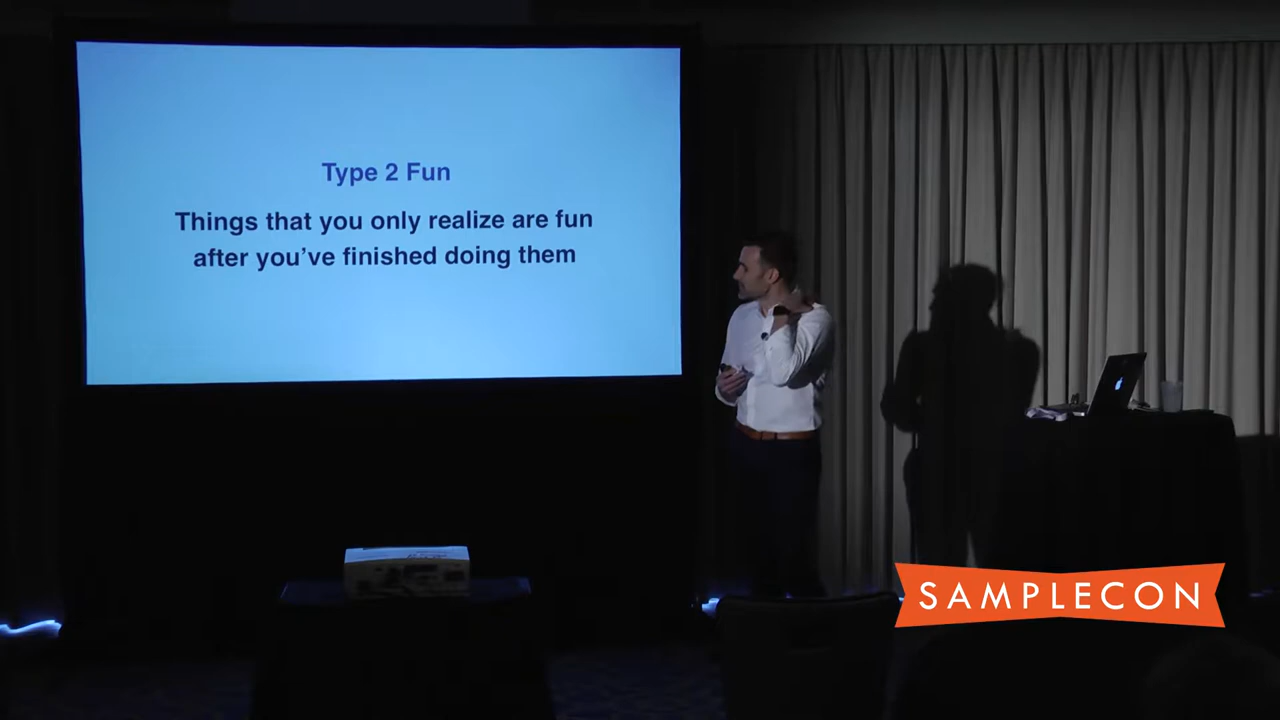 Type 2 Fun
Things that you only realize are fun
after you've finished doing them
SAMPLECON